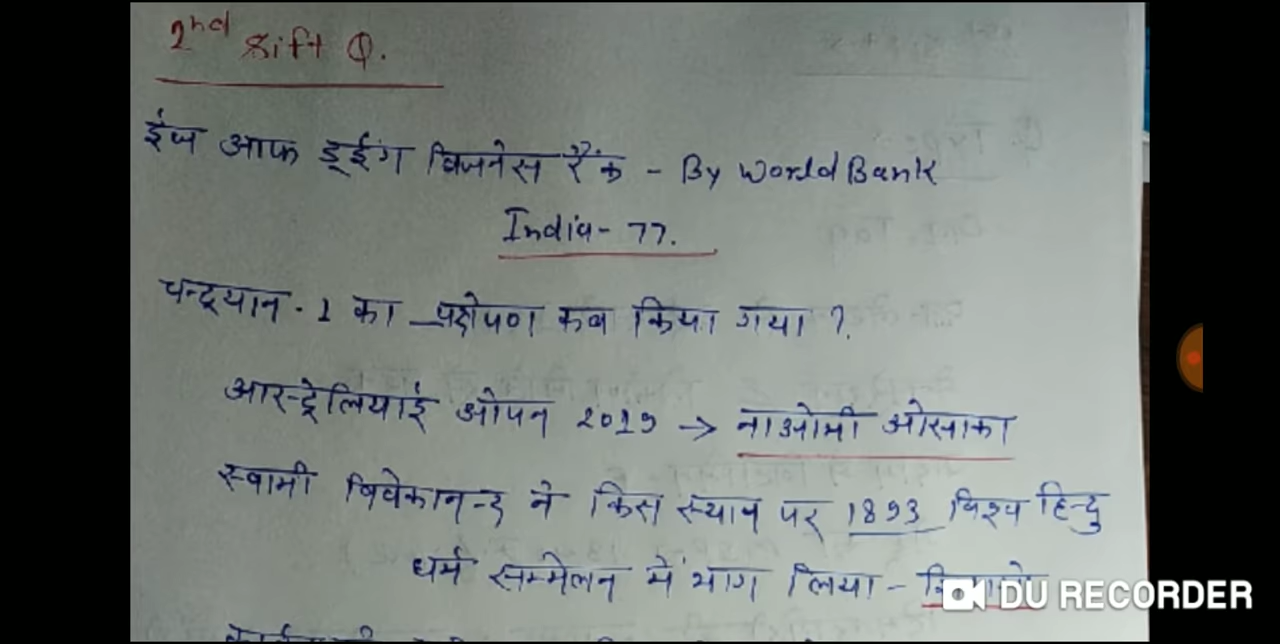 2nd Sift Q.
ईज आफ डूईंग बिजनेस रैंक - By World Bank
India- 77.
चन्द्रयान. 1 का प्रक्षेपण कब किया गया ?
आस्ट्रेलियाई ओपन 2019 → नाओमी ओसाका
स्वामी विवेकानन्द ने किस स्थान पर 1893 विश्व हिन्दु
धर्म सम्मेलन में भाग लिया -
DU RECORDER